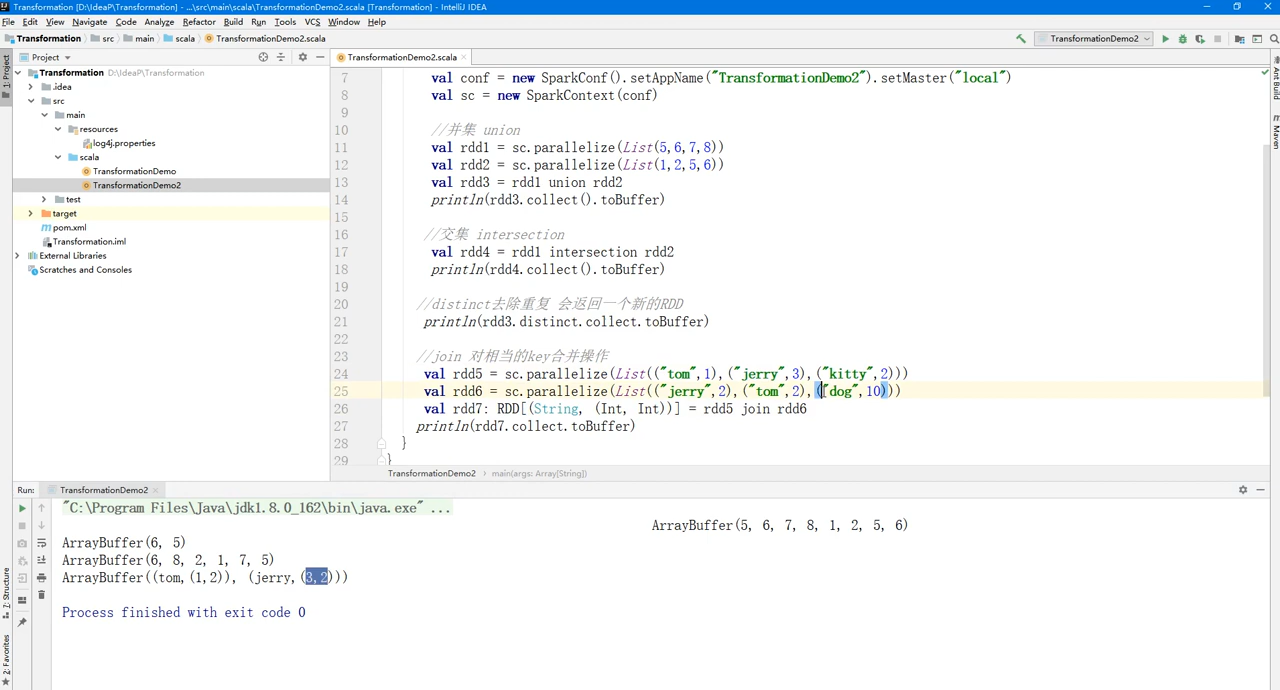 Transformation [D:\IdeaP\Transformation] - ...\src\main\scala\TransformationDemo2.scala [Transformation] - IntelliJ IDEA
File Edit View Navigate Code Analyze Refactor Build Run Tools VCS Window Help
Transformation src main scala TransformationDemo2.scala TransformationDemo2
Project TransformationDemo2.scala
Transformation D:\IdeaP\Transformation
.idea
src
main
resources
log4j.properties
scala
TransformationDemo
TransformationDemo2
test
target
pom.xml
Transformation.iml
External Libraries
Scratches and Consoles
1: Project
7: Structure
2: Favorites
Ant Build
Maven
7 val conf = new SparkConf().setAppName("TransformationDemo2").setMaster("local")
8 val sc = new SparkContext(conf)
9
10 //并集 union
11 val rdd1 = sc.parallelize(List(5,6,7,8))
12 val rdd2 = sc.parallelize(List(1,2,5,6))
13 val rdd3 = rdd1 union rdd2
14 println(rdd3.collect().toBuffer)
15
16 //交集 intersection
17 val rdd4 = rdd1 intersection rdd2
18 println(rdd4.collect().toBuffer)
19
20 //distinct去除重复 会返回一个新的RDD
21 println(rdd3.distinct.collect.toBuffer)
22
23 //join 对相当的key合并操作
24 val rdd5 = sc.parallelize(List(("tom",1),("jerry",3),("kitty",2)))
25 val rdd6 = sc.parallelize(List(("jerry",2),("tom",2),("dog",10)))
26 val rdd7: RDD[(String, (Int, Int))] = rdd5 join rdd6
27 println(rdd7.collect.toBuffer)
28 }
29 }
TransformationDemo2 main(args: Array[String])
Run: TransformationDemo2
"C:\Program Files\Java\jdk1.8.0_162\bin\java.exe" ...
ArrayBuffer(5, 6, 7, 8, 1, 2, 5, 6)
ArrayBuffer(6, 5)
ArrayBuffer(6, 8, 2, 1, 7, 5)
ArrayBuffer((tom,(1,2)), (jerry,(3,2)))
Process finished with exit code 0